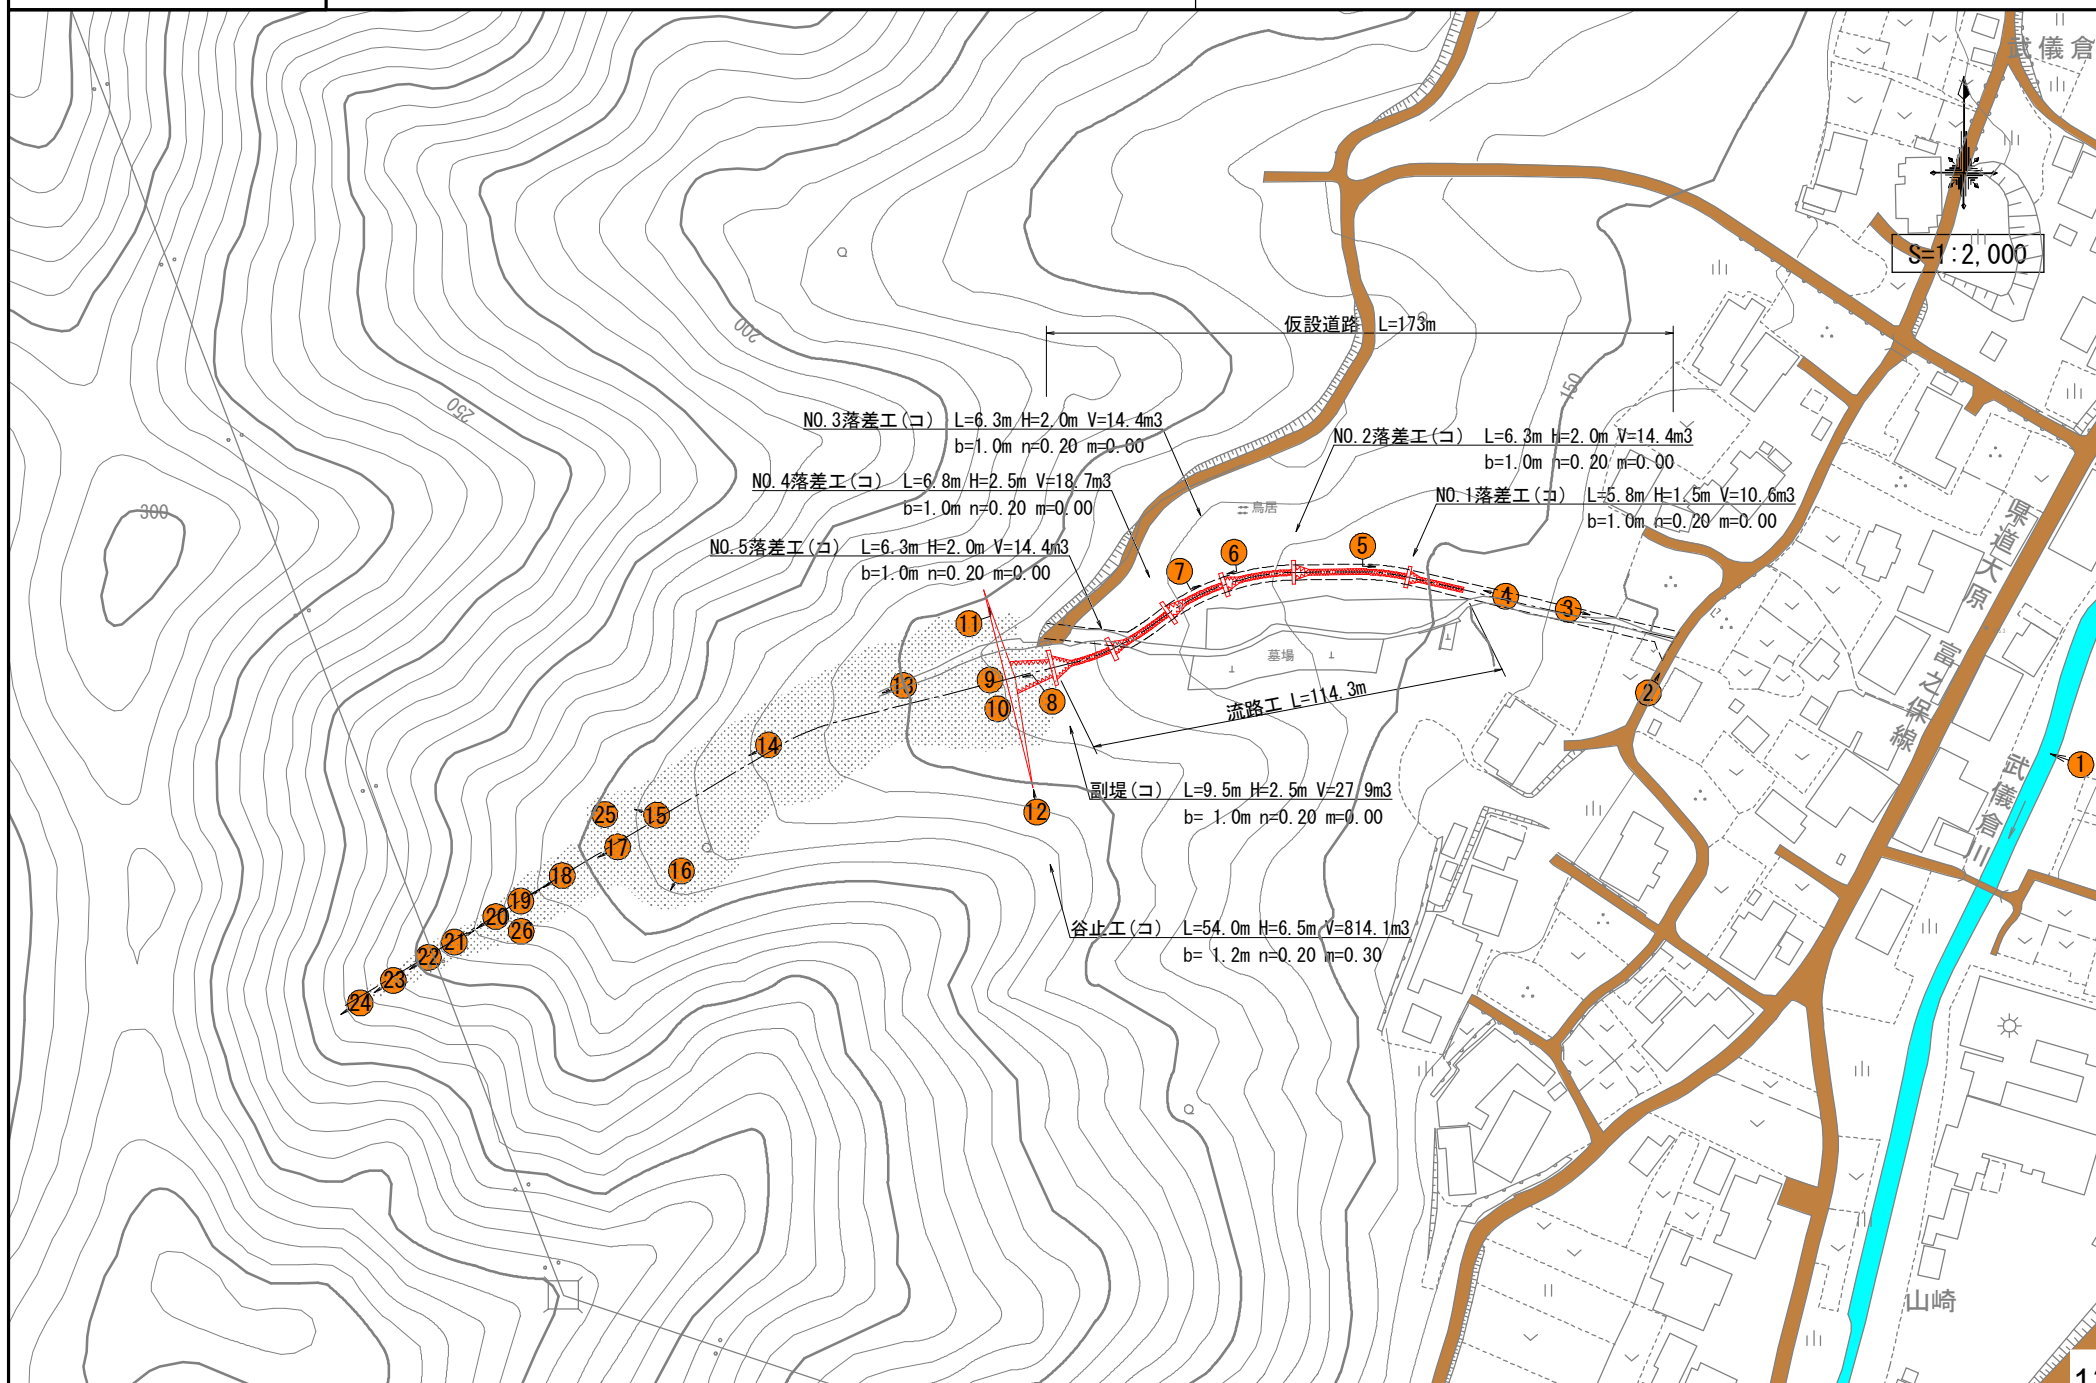 武儀倉
S=1:2,000
仮設道路 L=173m
200
150
250
300
NO.3落差工(コ) L=6.3m H=2.0m V=14.4m3
b=1.0m n=0.20 m=0.00
NO.2落差工(コ) L=6.3m H=2.0m V=14.4m3
b=1.0m n=0.20 m=0.00
NO.4落差工(コ) L=6.8m H=2.5m V=18.7m3
b=1.0m n=0.20 m=0.00
NO.1落差工(コ) L=5.8m H=1.5m V=10.6m3
b=1.0m n=0.20 m=0.00
鳥居
NO.5落差工(コ) L=6.3m H=2.0m V=14.4m3
b=1.0m n=0.20 m=0.00
県道大原
富之保線
武儀倉川
墓場
流路工 L=114.3m
副堤(コ) L=9.5m H=2.5m V=27.9m3
b= 1.0m n=0.20 m=0.00
谷止工(コ) L=54.0m H=6.5m V=814.1m3
b= 1.2m n=0.20 m=0.30
1
2
3
4
5
6
7
8
9
10
11
12
13
14
15
16
17
18
19
20
21
22
23
24
25
26
山崎